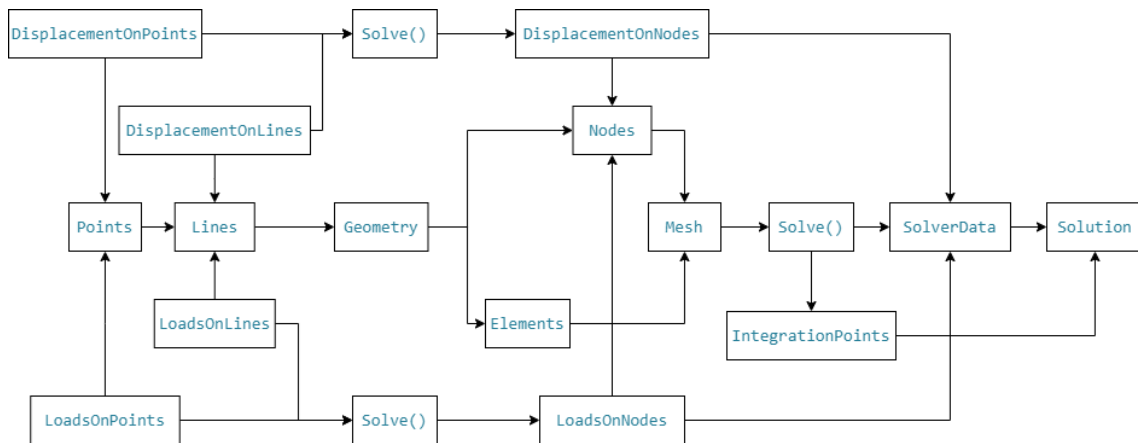 DisplacementOnPoints
Solve()
DisplacementOnNodes
DisplacementOnLines
Nodes
Points
Lines
Geometry
Mesh
Solve()
SolverData
Solution
LoadsOnLines
Elements
IntegrationPoints
LoadsOnPoints
Solve()
LoadsOnNodes